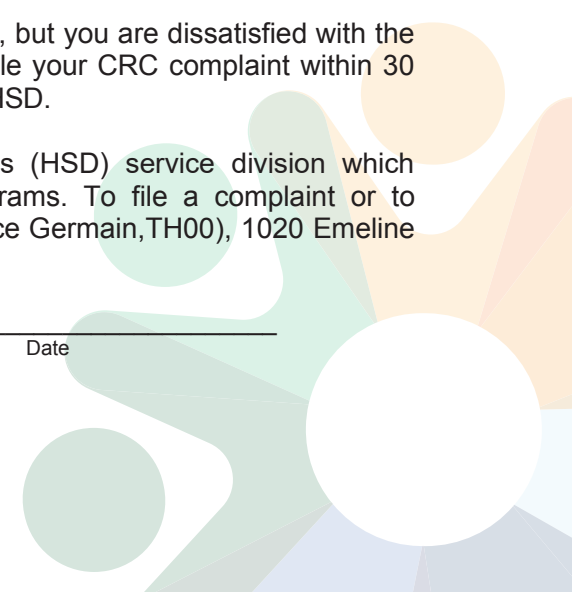 , but you are dissatisfied with the
le your CRC complaint within 30
HSD.
s (HSD) service division which
rams. To file a complaint or to
ce Germain,TH00), 1020 Emeline
Date